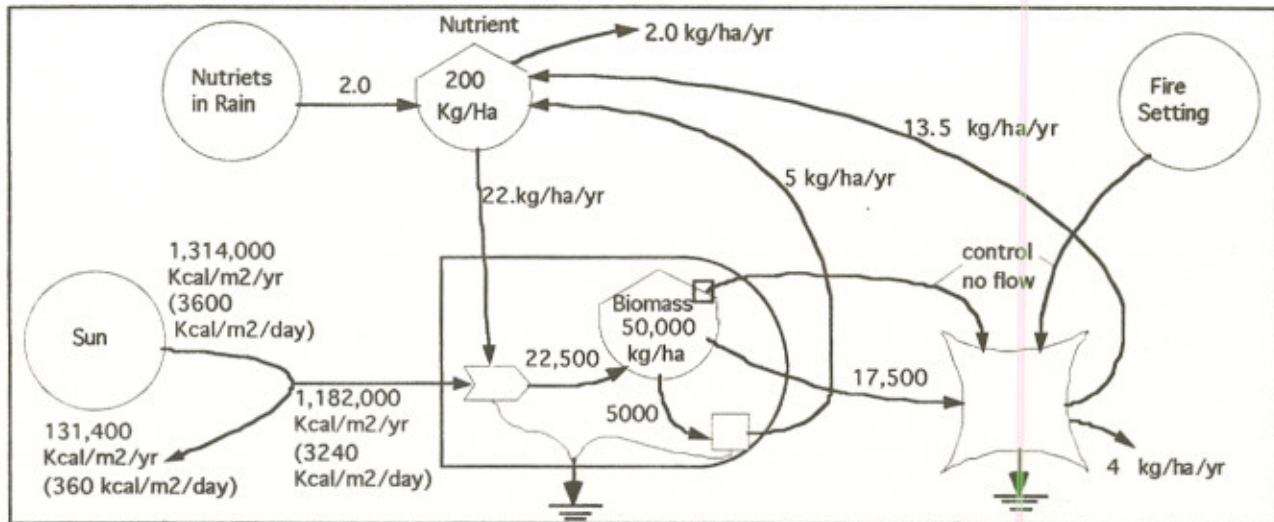 Nutrient
2.0 kg/ha/yr
Nutriets
in Rain
2.0
200
Kg/Ha
Fire
Setting
13.5 kg/ha/yr
5 kg/ha/yr
22.kg/ha/yr
1,314,000
Kcal/m2/yr
(3600
Kcal/m2/day)
Sun
control
no flow
Biomass
50,000
kg/ha
22,500
17,500
5000
1,182,000
Kcal/m2/yr
(3240
Kcal/m2/day)
131,400
Kcal/m2/yr
(360 kcal/m2/day)
4 kg/ha/yr